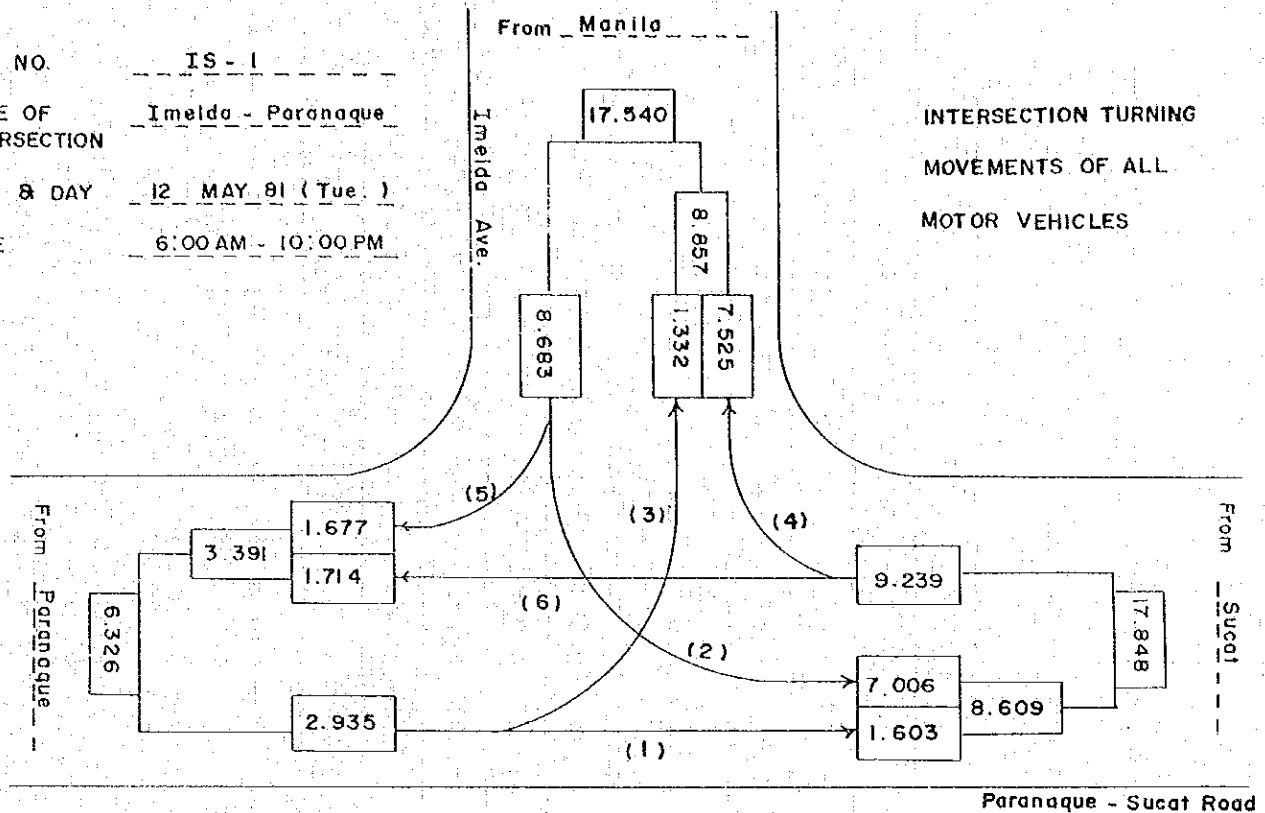 From Manila
NO. IS - 1
E OF Imelda - Paranaque
RSECTION
& DAY 12 MAY 81 (Tue.)
E 6:00 AM - 10:00 PM
INTERSECTION TURNING
MOVEMENTS OF ALL
MOTOR VEHICLES
Imelda Ave.
17.540
8.857
8.683
1.332
7.525
(5)
(3)
(4)
From Paranaque
1.677
3.391
1.714
6.326
(6)
9.239
From Sucat
17.848
(2)
7.006
8.609
1.603
2.935
(1)
Paranaque - Sucat Road